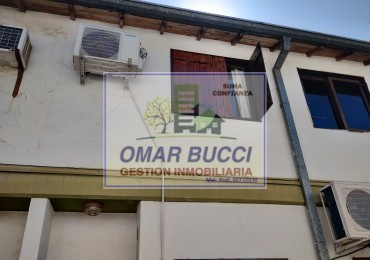 SUMA
CONFIANZA
OMAR BUCCI
GESTION INMOBILIARIA